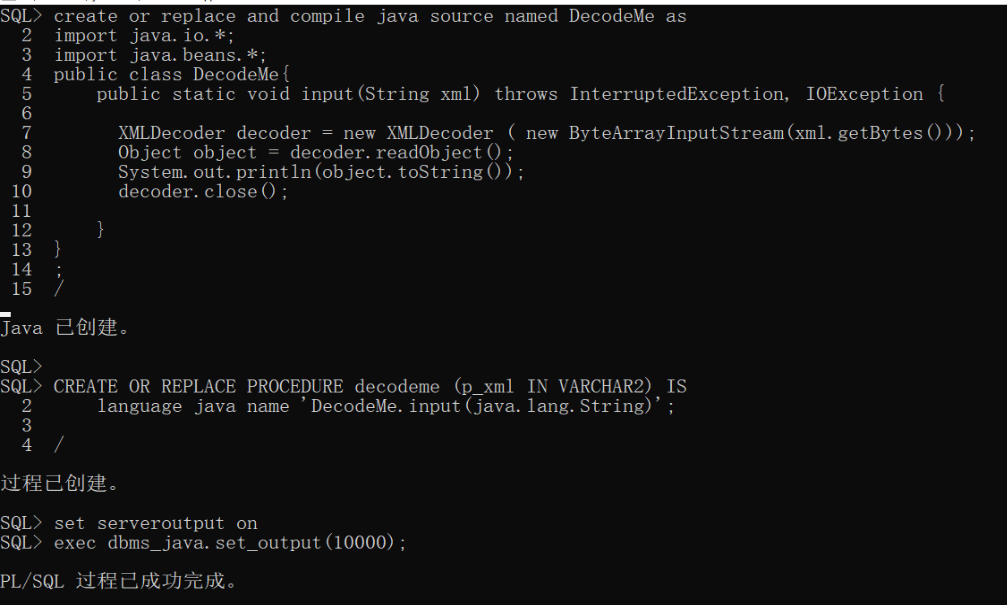 SQL> create or replace and compile java source named DecodeMe as
2 import java.io.*;
3 import java.beans.*;
4 public class DecodeMe{
5 public static void input(String xml) throws InterruptedException, IOException {
6
7 XMLDecoder decoder = new XMLDecoder ( new ByteArrayInputStream(xml.getBytes()));
8 Object object = decoder.readObject();
9 System.out.println(object.toString());
10 decoder.close();
11
12 }
13 }
14 ;
15 /
Java 已创建。
SQL>
SQL> CREATE OR REPLACE PROCEDURE decodeme (p_xml IN VARCHAR2) IS
2 language java name 'DecodeMe.input(java.lang.String)';
3
4 /
过程已创建。
SQL> set serveroutput on
SQL> exec dbms_java.set_output(10000);
PL/SQL 过程已成功完成。